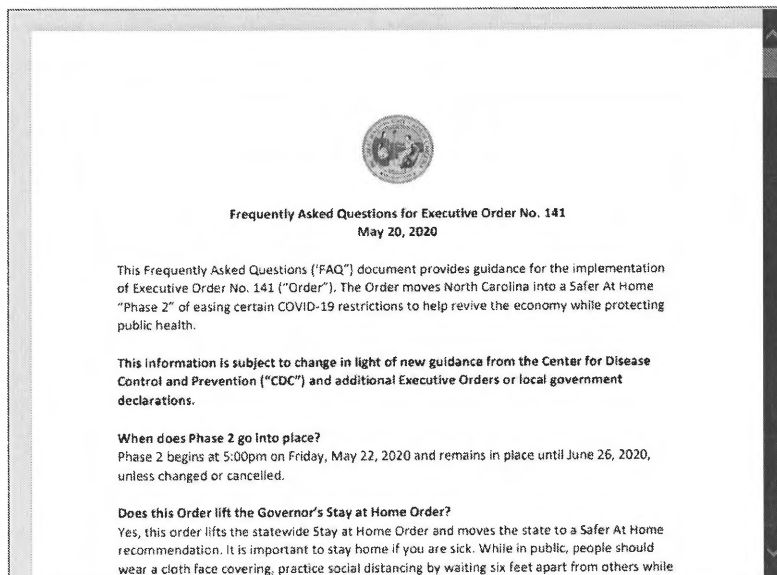 Frequently Asked Questions for Executive Order No. 141
May 20, 2020
This Frequently Asked Questions ('FAQ") document provides guidance for the implementation
of Executive Order No. 141 ("Order"). The Order moves North Carolina into a Safer At Home
"Phase 2" of easing certain COVID-19 restrictions to help revive the economy while protecting
public health.
This information is subject to change in light of new guidance from the Center for Disease
Control and Prevention ("CDC") and additional Executive Orders or local government
declarations.
When does Phase 2 go into place?
Phase 2 begins at 5:00pm on Friday, May 22, 2020 and remains in place until June 26, 2020,
unless changed or cancelled.
Does this Order lift the Governor's Stay at Home Order?
Yes, this order lifts the statewide Stay at Home Order and moves the state to a Safer At Home
recommendation. It is important to stay home if you are sick. While in public, people should
wear a cloth face covering, practice social distancing by waiting six feet apart from others while